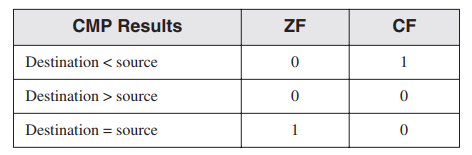 CMP Results ZF CF
Destination < source 0 1
Destination > source 0 0
Destination = source 1 0